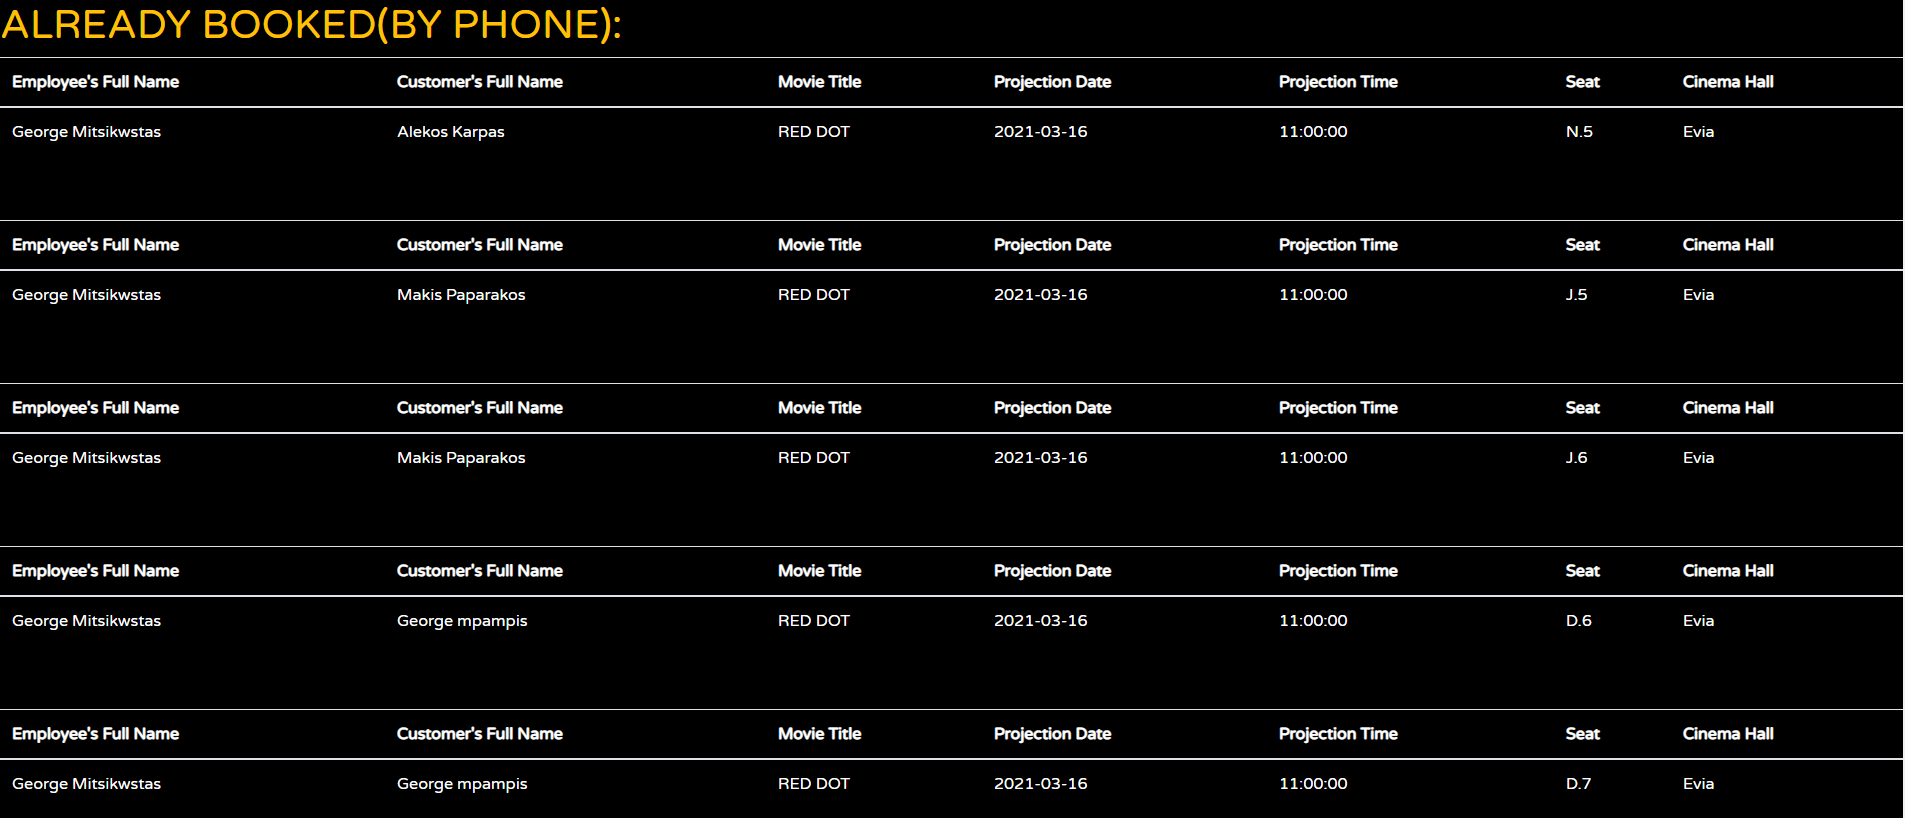 ALREADY BOOKED(BY PHONE):
Employee's Full Name Customer's Full Name Movie Title Projection Date Projection Time Seat Cinema Hall
George Mitsikwstas Alekos Karpas RED DOT 2021-03-16 11:00:00 N.5 Evia
Employee's Full Name Customer's Full Name Movie Title Projection Date Projection Time Seat Cinema Hall
George Mitsikwstas Makis Paparakos RED DOT 2021-03-16 11:00:00 J.5 Evia
Employee's Full Name Customer's Full Name Movie Title Projection Date Projection Time Seat Cinema Hall
George Mitsikwstas Makis Paparakos RED DOT 2021-03-16 11:00:00 J.6 Evia
Employee's Full Name Customer's Full Name Movie Title Projection Date Projection Time Seat Cinema Hall
George Mitsikwstas George mpampis RED DOT 2021-03-16 11:00:00 D.6 Evia
Employee's Full Name Customer's Full Name Movie Title Projection Date Projection Time Seat Cinema Hall
George Mitsikwstas George mpampis RED DOT 2021-03-16 11:00:00 D.7 Evia